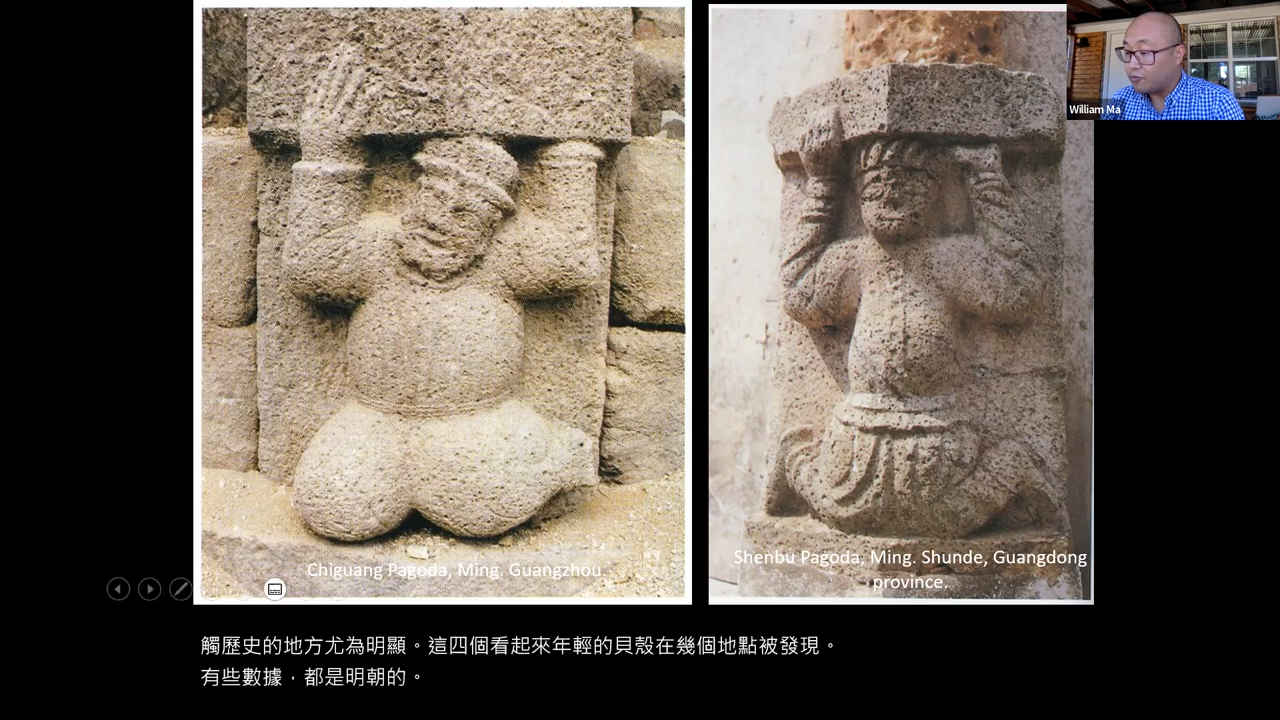 William Ma
Chiguang Pagoda, Ming. Guangzhou.
Shenbu Pagoda, Ming. Shunde, Guangdong
province.
觸歷史的地方尤為明顯。這四個看起來年輕的貝殼在幾個地點被發現。
有些數據，都是明朝的。